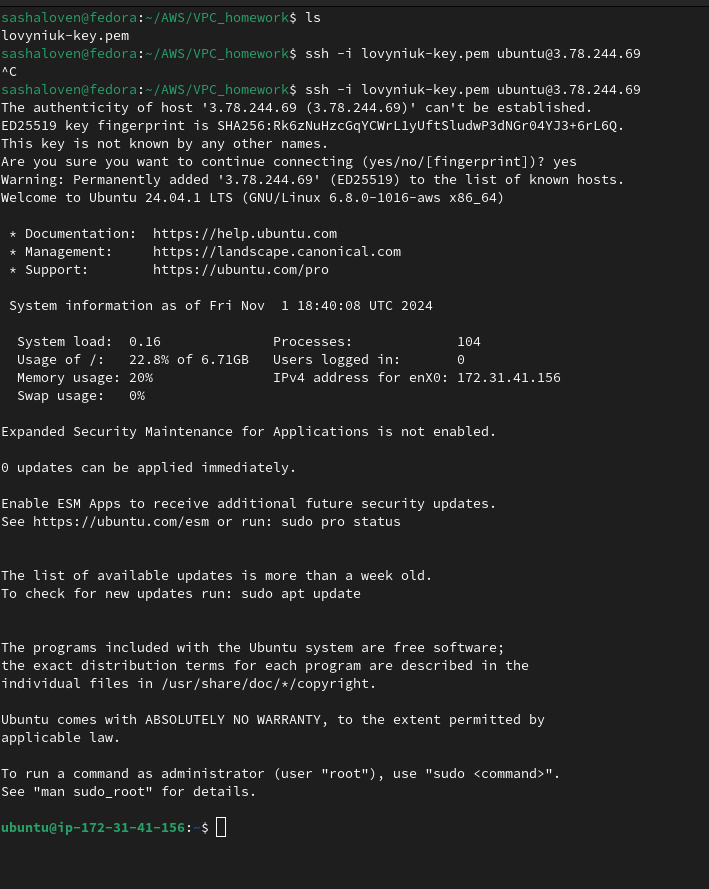 sashaloven@fedora:~/AWS/VPC_homework$ ls
lovyniuk-key.pem
sashaloven@fedora:~/AWS/VPC_homework$ ssh -i lovyniuk-key.pem ubuntu@3.78.244.69
^C
sashaloven@fedora:~/AWS/VPC_homework$ ssh -i lovyniuk-key.pem ubuntu@3.78.244.69
The authenticity of host '3.78.244.69 (3.78.244.69)' can't be established.
ED25519 key fingerprint is SHA256:Rk6zNuHzcGqYCWrL1yUftSludwP3dNGr04YJ3+6rL6Q.
This key is not known by any other names.
Are you sure you want to continue connecting (yes/no/[fingerprint])? yes
Warning: Permanently added '3.78.244.69' (ED25519) to the list of known hosts.
Welcome to Ubuntu 24.04.1 LTS (GNU/Linux 6.8.0-1016-aws x86_64)
* Documentation:  https://help.ubuntu.com
* Management:     https://landscape.canonical.com
* Support:        https://ubuntu.com/pro
System information as of Fri Nov  1 18:40:08 UTC 2024
System load:  0.16              Processes:             104
Usage of /:   22.8% of 6.71GB   Users logged in:       0
Memory usage: 20%               IPv4 address for enX0: 172.31.41.156
Swap usage:   0%
Expanded Security Maintenance for Applications is not enabled.
0 updates can be applied immediately.
Enable ESM Apps to receive additional future security updates.
See https://ubuntu.com/esm or run: sudo pro status
The list of available updates is more than a week old.
To check for new updates run: sudo apt update
The programs included with the Ubuntu system are free software;
the exact distribution terms for each program are described in the
individual files in /usr/share/doc/*/copyright.
Ubuntu comes with ABSOLUTELY NO WARRANTY, to the extent permitted by
applicable law.
To run a command as administrator (user "root"), use "sudo <command>".
See "man sudo_root" for details.
ubuntu@ip-172-31-41-156:~$